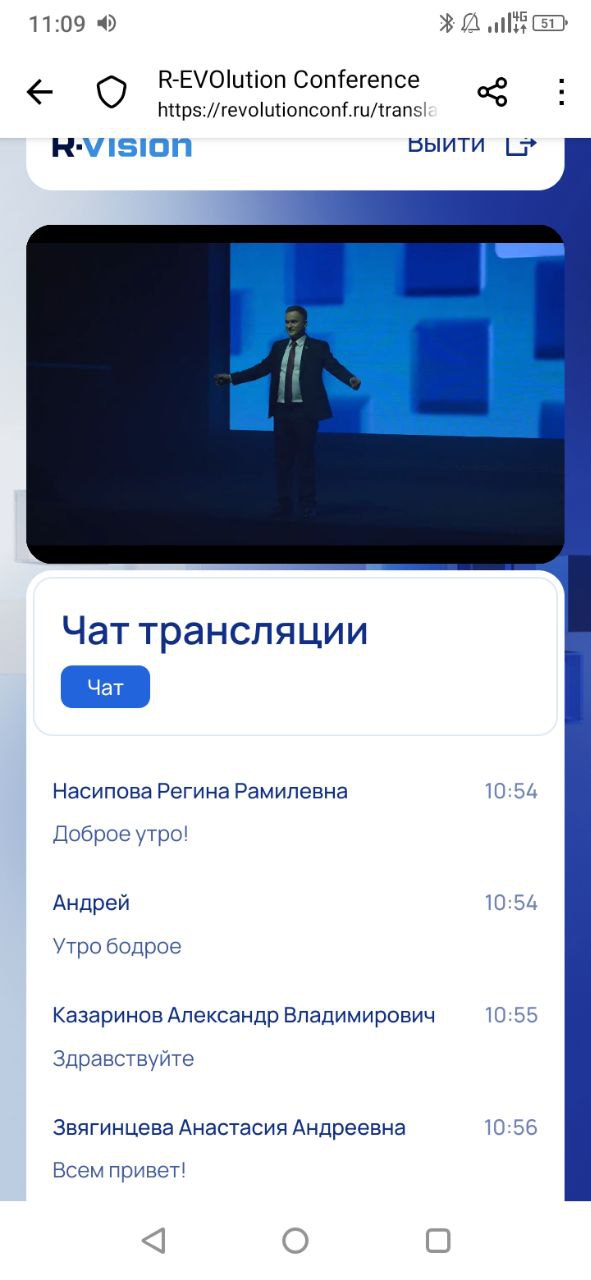 11:09
4G
51
R-EVOlution Conference
https://revolutionconf.ru/transla
R·Vision
Выйти
Чат трансляции
Чат
Насипова Регина Рамилевна 10:54
Доброе утро!
Андрей 10:54
Утро бодрое
Казаринов Александр Владимирович 10:55
Здравствуйте
Звягинцева Анастасия Андреевна 10:56
Всем привет!